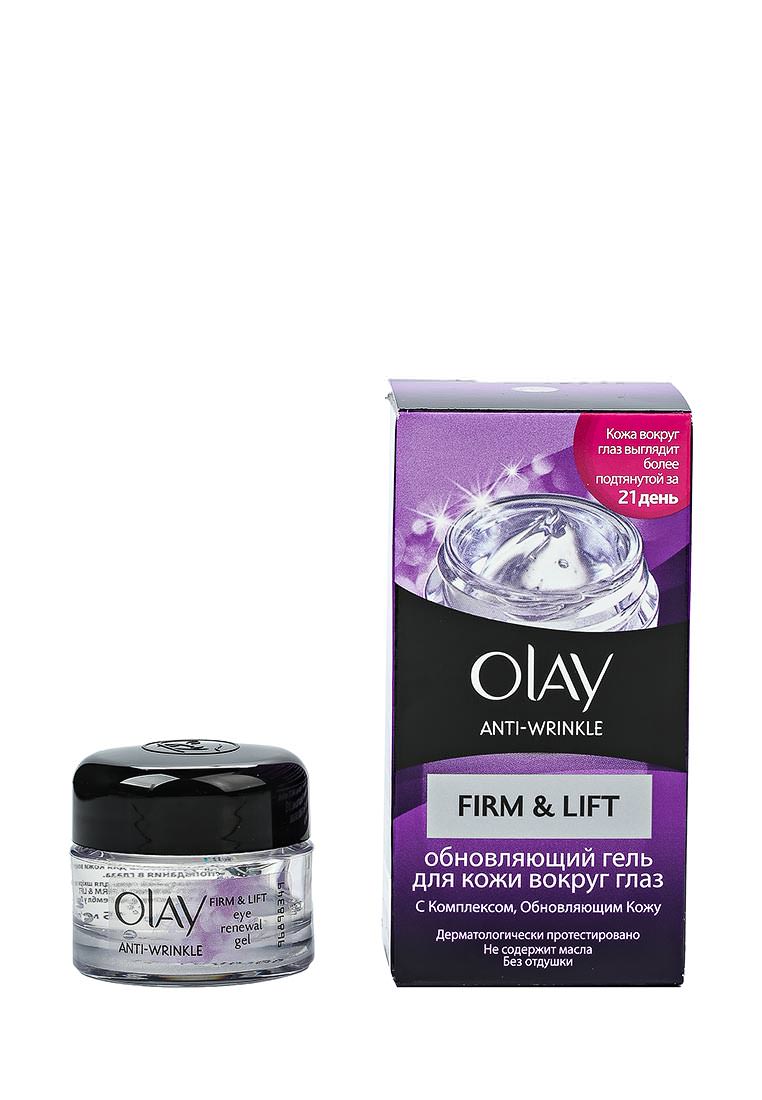 Кожа вокруг
глаз выглядит
более
подтянутой за
21 день
OLAY
ANTI-WRINKLE
FIRM & LIFT
обновляющий гель
для кожи вокруг глаз
С Комплексом, Обновляющим Кожу
Дерматологически протестировано
Не содержит масла
Без отдушки
OLAY
ANTI-WRINKLE
FIRM & LIFT
eye
renewal
gel